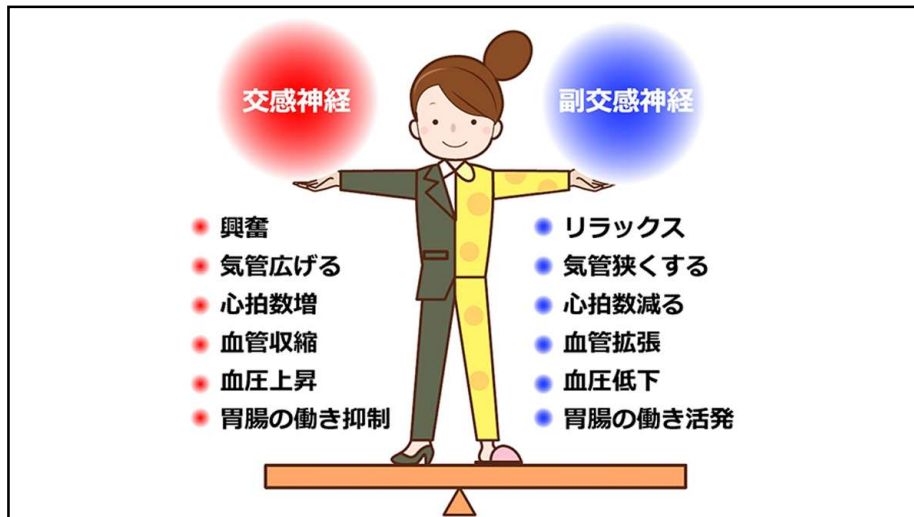 交感神経
副交感神経
興奮
気管広げる
心拍数増
血管収縮
血圧上昇
胃腸の働き抑制
リラックス
気管狭くする
心拍数減る
血管拡張
血圧低下
胃腸の働き活発